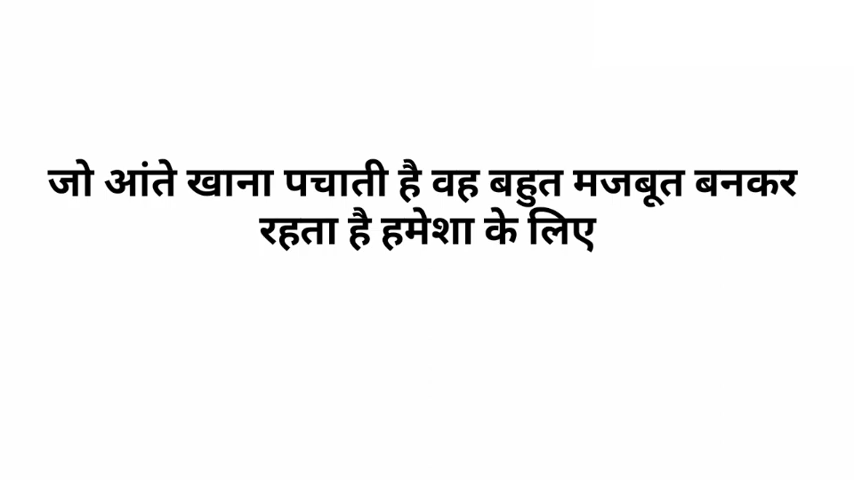 जो आंते खाना पचाती है वह बहुत मजबूत बनकर
रहता है हमेशा के लिए